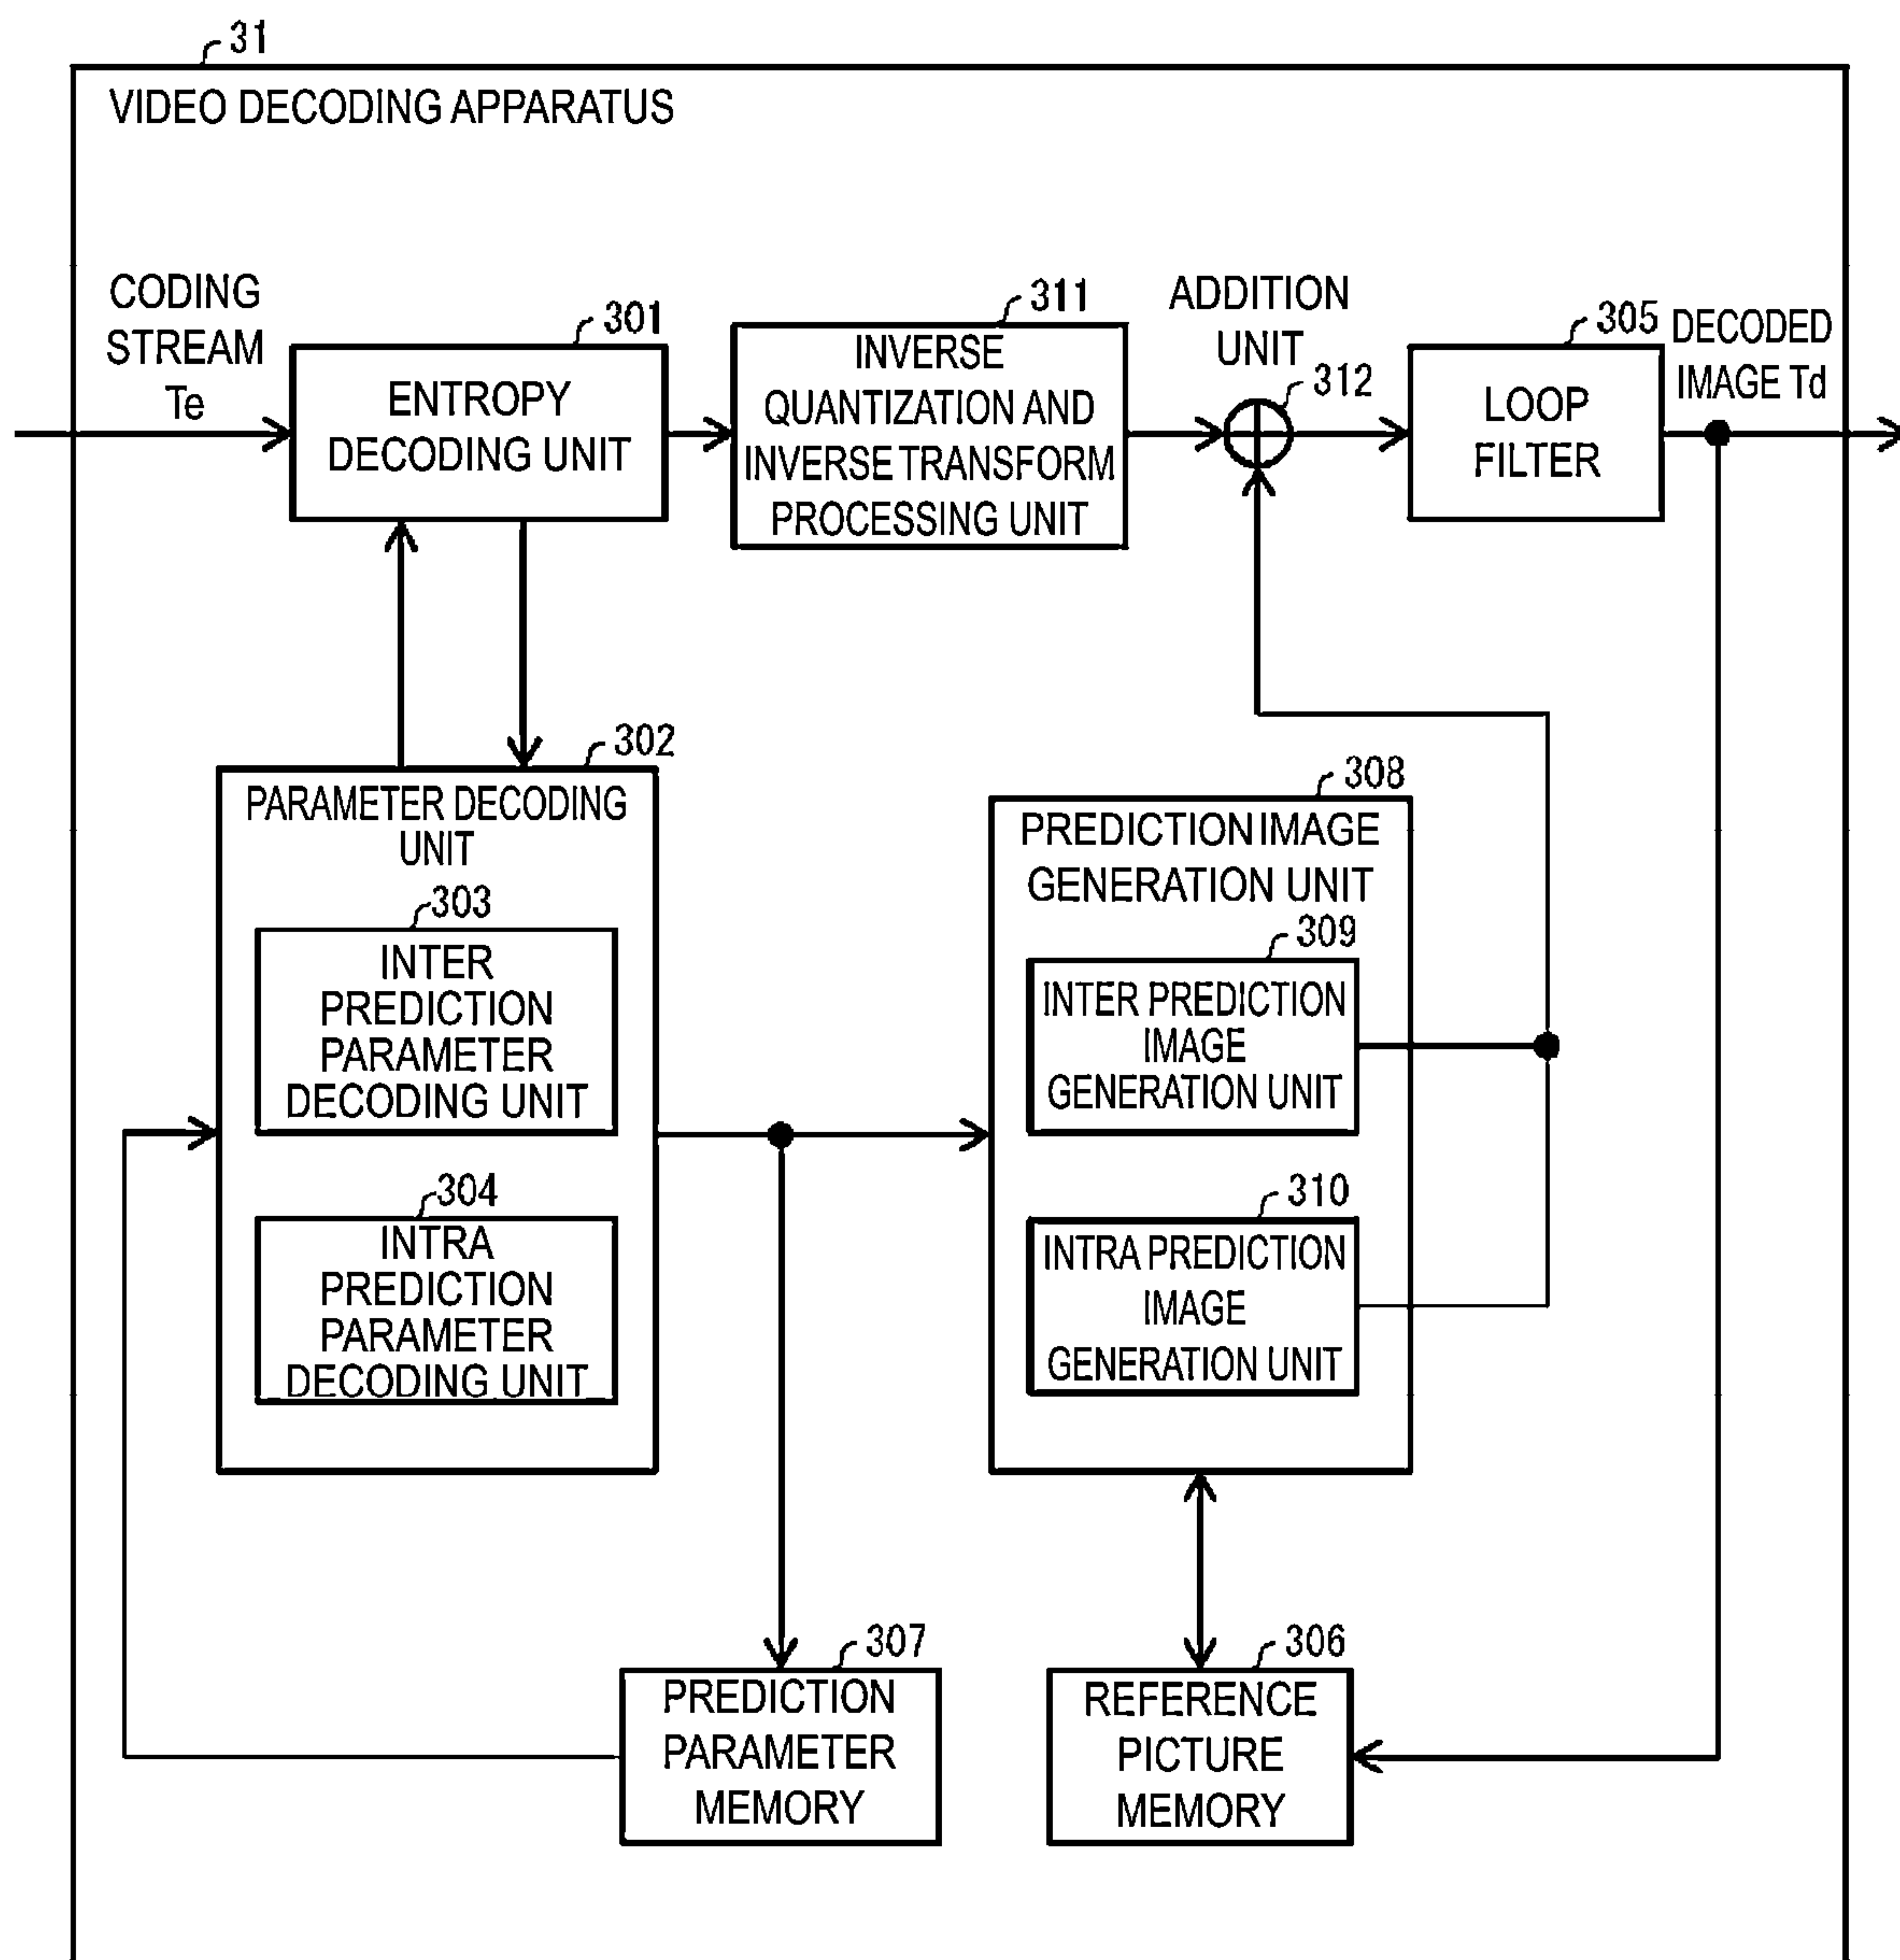 31
VIDEO DECODING APPARATUS
CODING
STREAM
Te
301
ENTROPY
DECODING UNIT
311
INVERSE
QUANTIZATION AND
INVERSE TRANSFORM
PROCESSING UNIT
ADDITION
UNIT
312
305
LOOP
FILTER
DECODED
IMAGE Td
302
PARAMETER DECODING
UNIT
303
INTER
PREDICTION
PARAMETER
DECODING UNIT
304
INTRA
PREDICTION
PARAMETER
DECODING UNIT
308
PREDICTION IMAGE
GENERATION UNIT
309
INTER PREDICTION
IMAGE
GENERATION UNIT
310
INTRA PREDICTION
IMAGE
GENERATION UNIT
307
PREDICTION
PARAMETER
MEMORY
306
REFERENCE
PICTURE
MEMORY